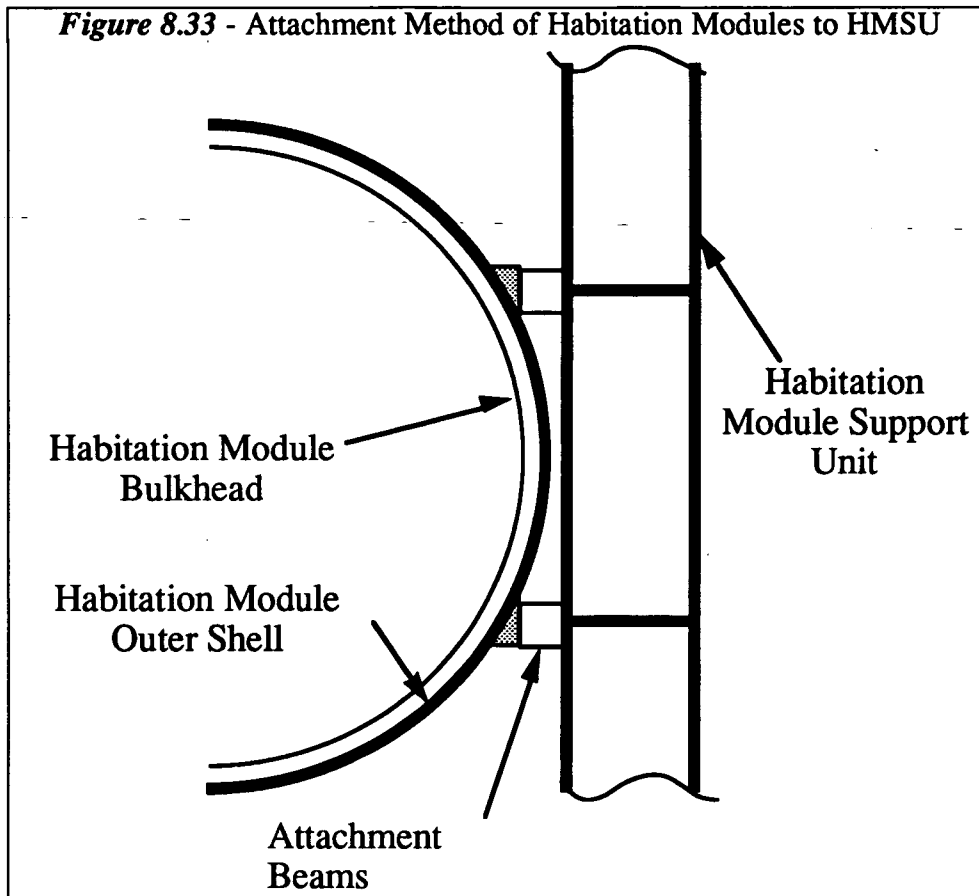 Figure 8.33 - Attachment Method of Habitation Modules to HMSU
Habitation
Module Support
Unit
Habitation Module
Bulkhead
Habitation Module
Outer Shell
Attachment
Beams